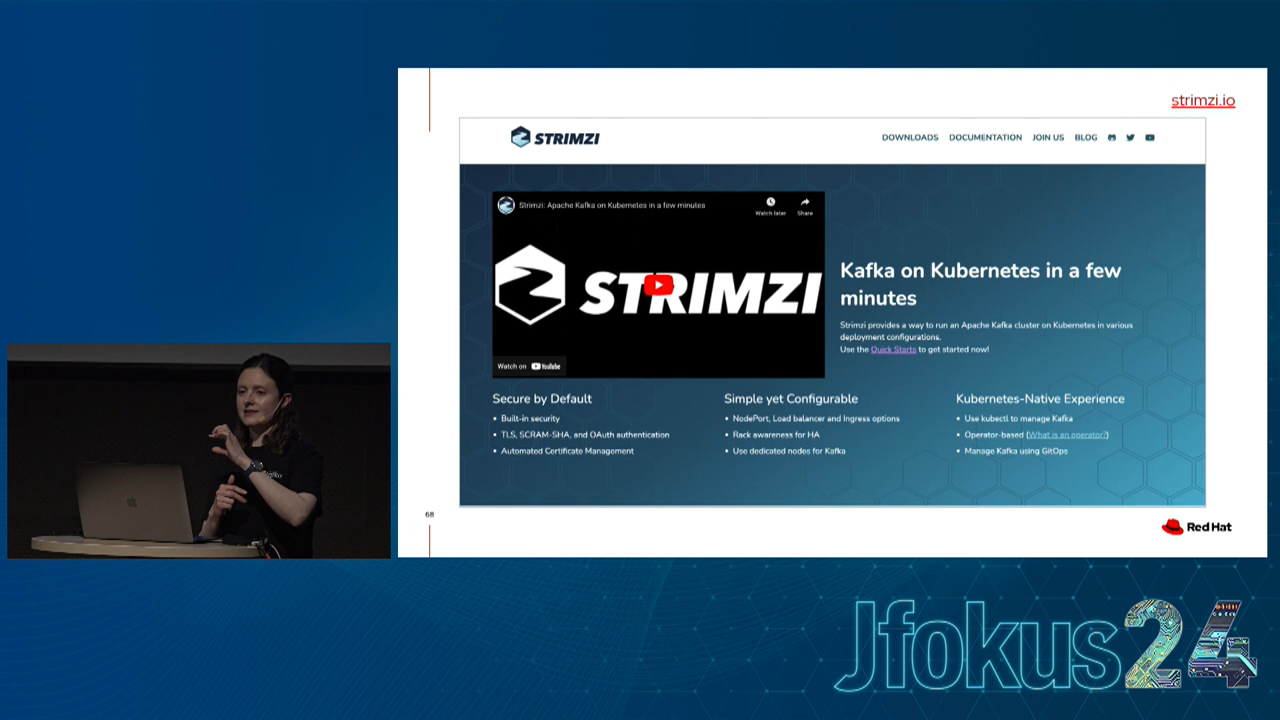 strimzi.io
STRIMZI
DOWNLOADS DOCUMENTATION JOIN US BLOG
Strimzi: Apache Kafka on Kubernetes in a few minutes
Watch later Share
STRIMZI
Watch on YouTube
Kafka on Kubernetes in a few
minutes
Strimzi provides a way to run an Apache Kafka cluster on Kubernetes in various
deployment configurations.
Use the Quick Starts to get started now!
Secure by Default
• Built-in security
• TLS, SCRAM-SHA, and OAuth authentication
• Automated Certificate Management
Simple yet Configurable
• NodePort, Load balancer and Ingress options
• Rack awareness for HA
• Use dedicated nodes for Kafka
Kubernetes-Native Experience
• Use kubectl to manage Kafka
• Operator-based (What is an operator?)
• Manage Kafka using GitOps
68
Red Hat
Jfokus24